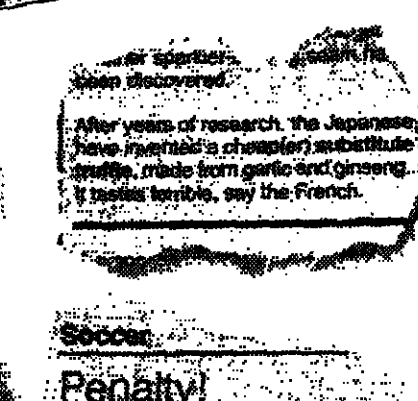 been discovered.
After years of research, the Japanese
have invented a cheap(er) substitute
truffle, made from garlic and ginseng.
It tastes terrible, say the French.
Soccer
Penalty!